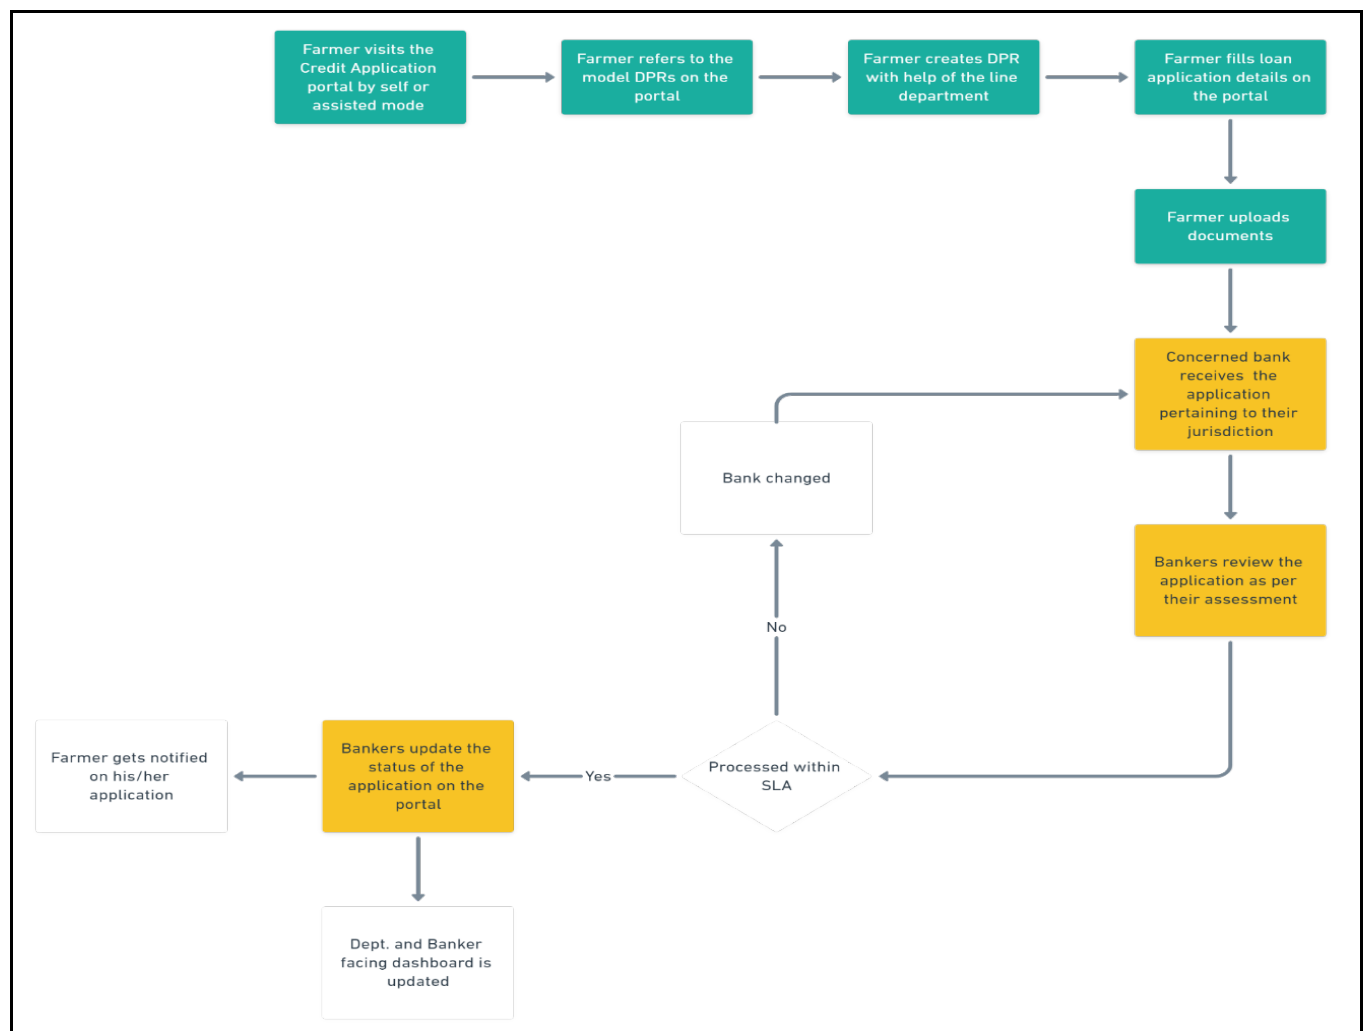 Farmer visits the
Credit Application
portal by self or
assisted mode
Farmer refers to the
model DPRs on the
portal
Farmer creates DPR
with help of the line
department
Farmer fills loan
application details on
the portal
Farmer uploads
documents
Concerned bank
receives the
application
pertaining to their
jurisdiction
Bank changed
Bankers review the
application as per
their assessment
No
Processed within
SLA
Yes
Bankers update the
status of the
application on the
portal
Farmer gets notified
on his/her
application
Dept. and Banker
facing dashboard is
updated